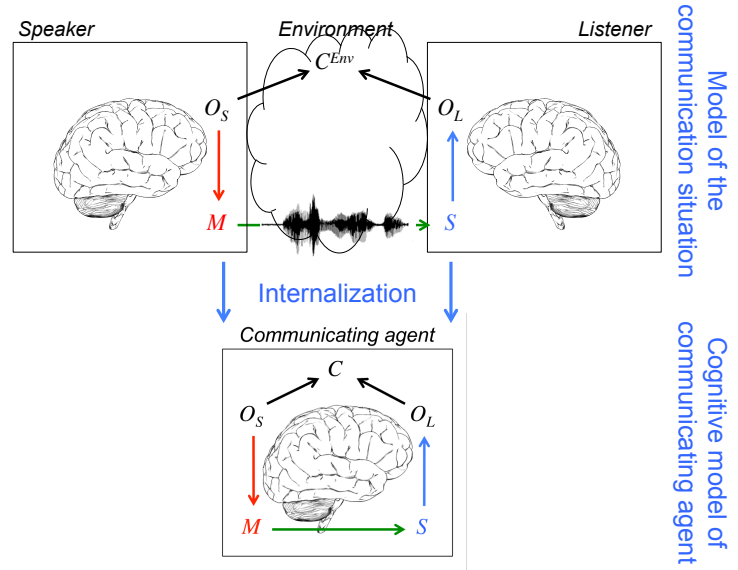 Speaker
Environment
Listener
C^Env
O_S
O_L
M
S
Model of the
communication situation
Internalization
Communicating agent
C
O_S
O_L
M
S
Cognitive model of
communicating agent